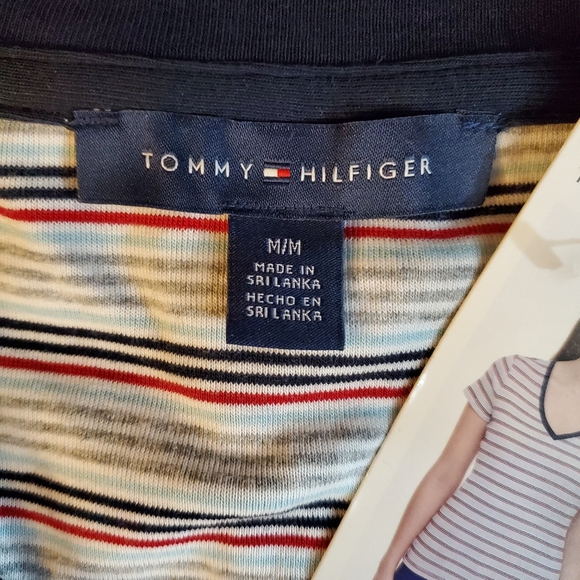 TOMMY HILFIGER
M/M
MADE IN
SRI LANKA
HECHO EN
SRI LANKA